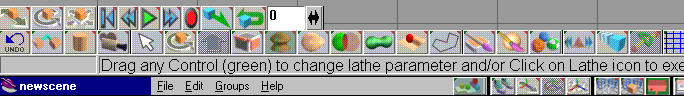 0
UNDO
Drag any Control (green) to change lathe parameter and/or Click on Lathe icon to exe
newscene File Edit Groups Help